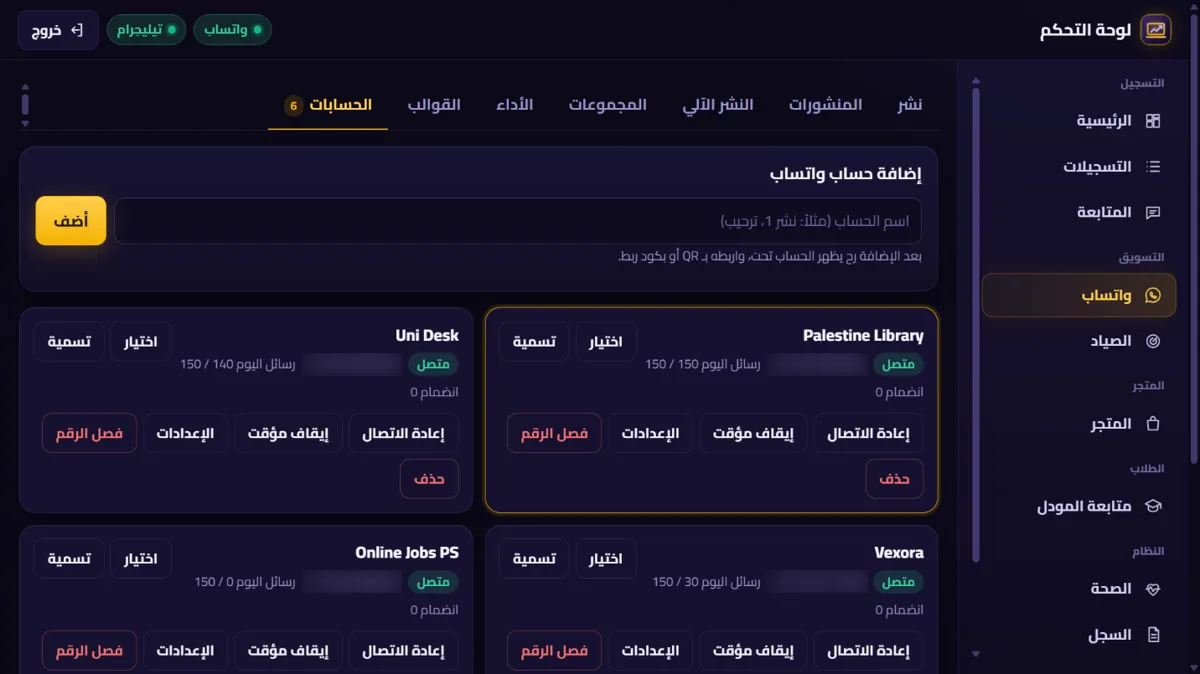 لوحة التحكم
واتساب
تيليجرام
خروج
التسجيل
الرئيسية
التسجيلات
المتابعة
التسويق
واتساب
الصياد
المتجر
المتجر
الطلاب
متابعة المودل
النظام
الصحة
السجل
نشر المنشورات النشر الآلي المجموعات الأداء القوالب الحسابات 6
إضافة حساب واتساب
اسم الحساب (مثلاً: نشر 1، ترحيب) أضف
بعد الإضافة رح يظهر الحساب تحت، واربطه بـ QR أو بكود ربط.
Palestine Library اختيار تسمية
متصل رسائل اليوم 150 / 150
انضمام 0
إعادة الاتصال إيقاف مؤقت الإعدادات فصل الرقم
حذف
Uni Desk اختيار تسمية
متصل رسائل اليوم 140 / 150
انضمام 0
إعادة الاتصال إيقاف مؤقت الإعدادات فصل الرقم
حذف
Vexora اختيار تسمية
متصل رسائل اليوم 30 / 150
انضمام 0
إعادة الاتصال إيقاف مؤقت الإعدادات فصل الرقم
Online Jobs PS اختيار تسمية
متصل رسائل اليوم 0 / 150
انضمام 0
إعادة الاتصال إيقاف مؤقت الإعدادات فصل الرقم